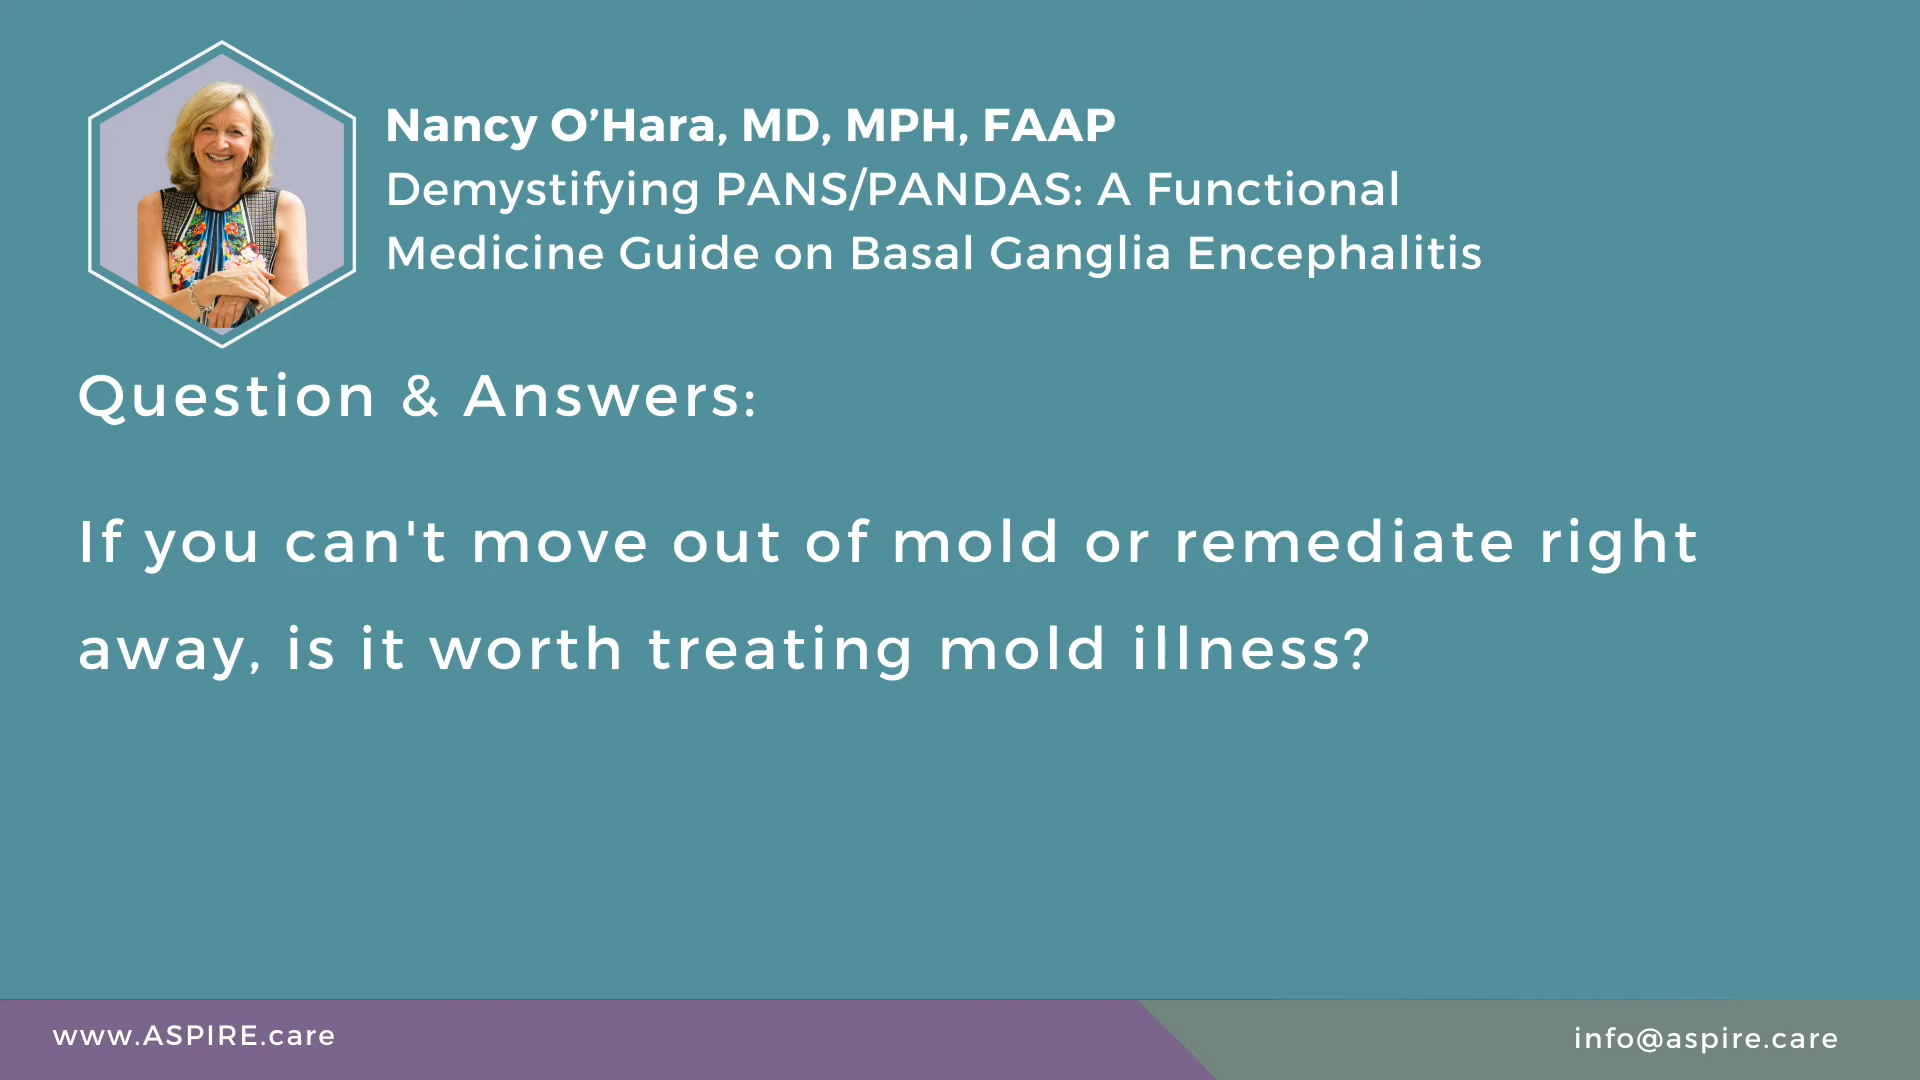 Nancy O’Hara, MD, MPH, FAAP
Demystifying PANS/PANDAS: A Functional
Medicine Guide on Basal Ganglia Encephalitis
Question & Answers:
If you can't move out of mold or remediate right
away, is it worth treating mold illness?
www.ASPIRE.care
info@aspire.care